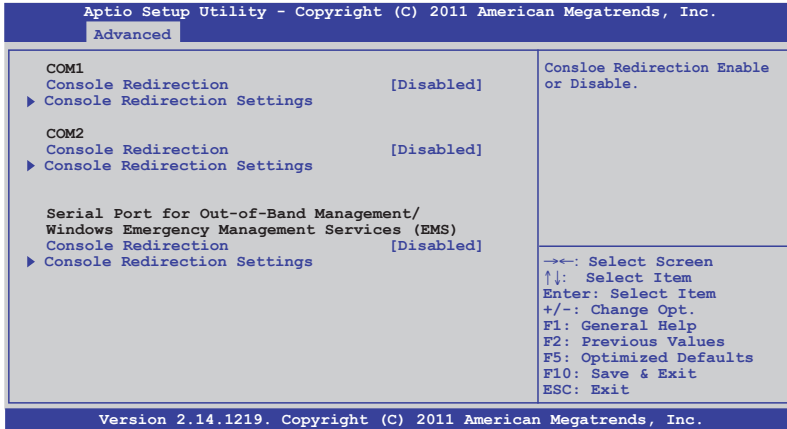 Aptio Setup Utility - Copyright (C) 2011 American Megatrends, Inc.
Advanced
COM1
Console Redirection [Disabled]
▶ Console Redirection Settings
COM2
Console Redirection [Disabled]
▶ Console Redirection Settings
Serial Port for Out-of-Band Management/
Windows Emergency Management Services (EMS)
Console Redirection [Disabled]
▶ Console Redirection Settings
Consloe Redirection Enable
or Disable.
→←: Select Screen
↑↓: Select Item
Enter: Select Item
+/-: Change Opt.
F1: General Help
F2: Previous Values
F5: Optimized Defaults
F10: Save & Exit
ESC: Exit
Version 2.14.1219. Copyright (C) 2011 American Megatrends, Inc.